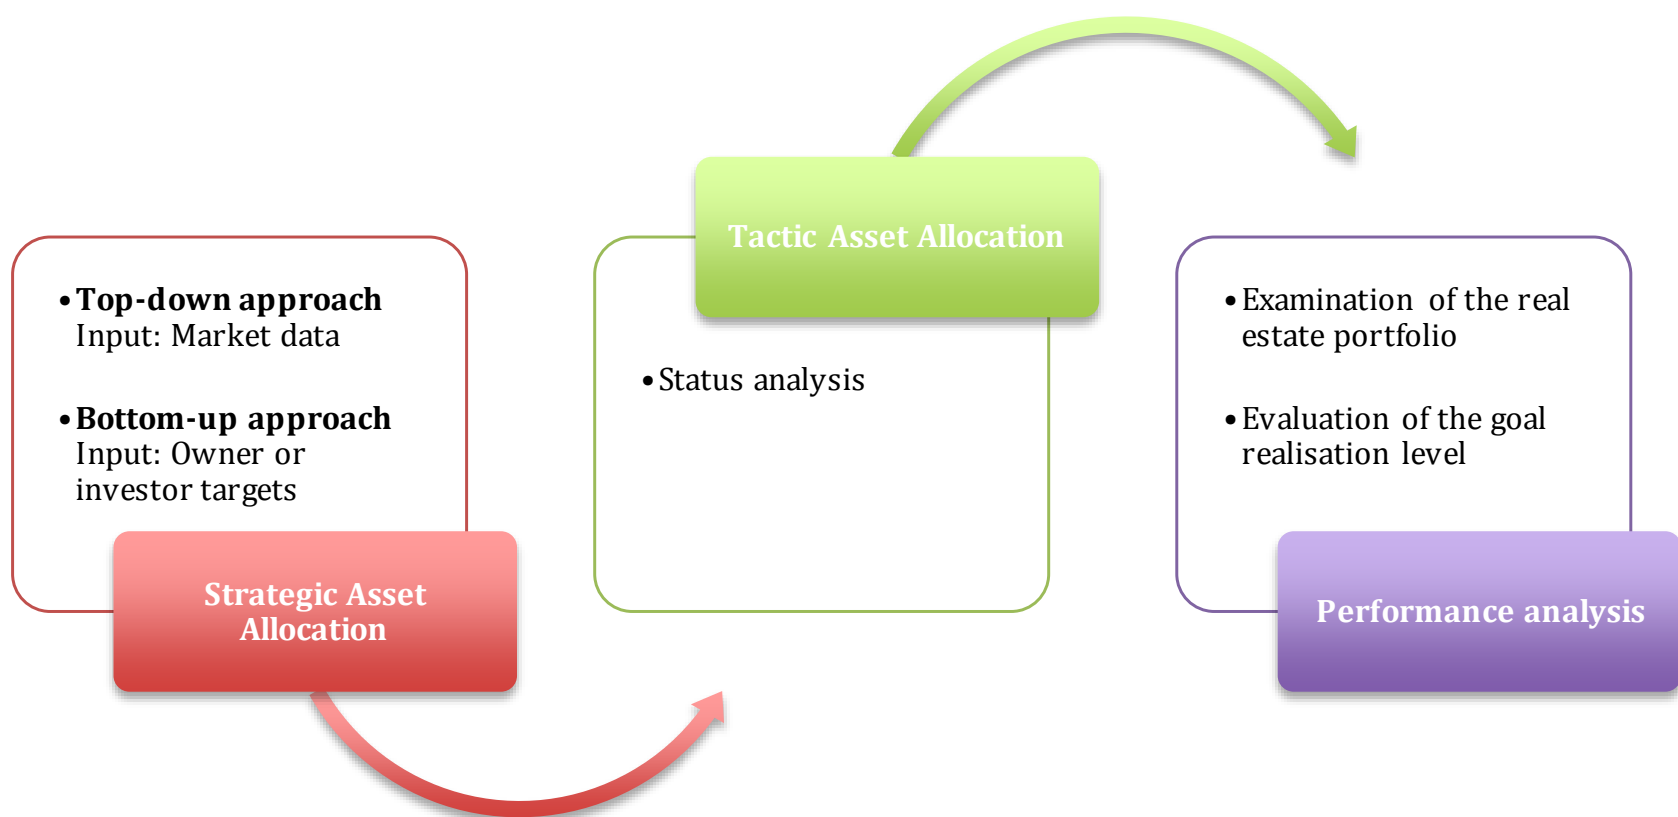 • Top-down approach
Input: Market data
• Bottom-up approach
Input: Owner or
investor targets
Strategic Asset
Allocation
Tactic Asset Allocation
• Status analysis
• Examination of the real
estate portfolio
• Evaluation of the goal
realisation level
Performance analysis